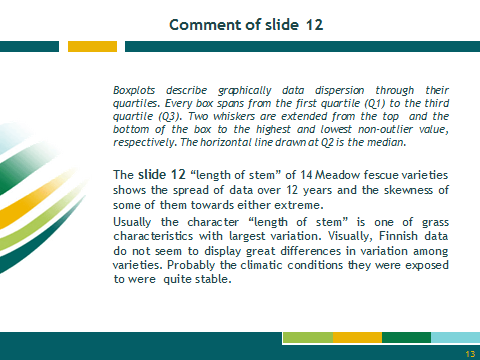 Comment of slide 12
Boxplots describe graphically data dispersion through their
quartiles. Every box spans from the first quartile (Q1) to the third
quartile (Q3). Two whiskers are extended from the top and the
bottom of the box to the highest and lowest non-outlier value,
respectively. The horizontal line drawn at Q2 is the median.
The slide 12 “length of stem” of 14 Meadow fescue varieties
shows the spread of data over 12 years and the skewness of
some of them towards either extreme.
Usually the character “length of stem” is one of grass
characteristics with largest variation. Visually, Finnish data
do not seem to display great differences in variation among
varieties. Probably the climatic conditions they were exposed
to were quite stable.
13